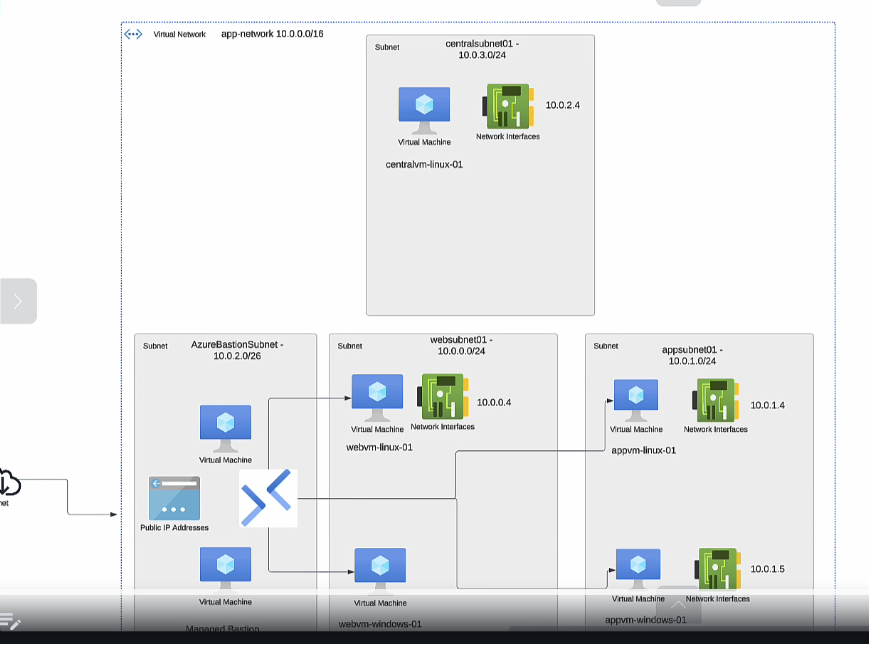 Virtual Network app-network 10.0.0.0/16
Subnet
centralsubnet01 -
10.0.3.0/24
10.0.2.4
Virtual Machine
Network Interfaces
centralvm-linux-01
Subnet
AzureBastionSubnet -
10.0.2.0/26
Virtual Machine
Public IP Addresses
Virtual Machine
Managed Bastion
Subnet
websubnet01 -
10.0.0.0/24
10.0.0.4
Virtual Machine
Network Interfaces
webvm-linux-01
Virtual Machine
webvm-windows-01
Subnet
appsubnet01 -
10.0.1.0/24
10.0.1.4
Virtual Machine
Network Interfaces
appvm-linux-01
10.0.1.5
Virtual Machine
Network Interfaces
appvm-windows-01